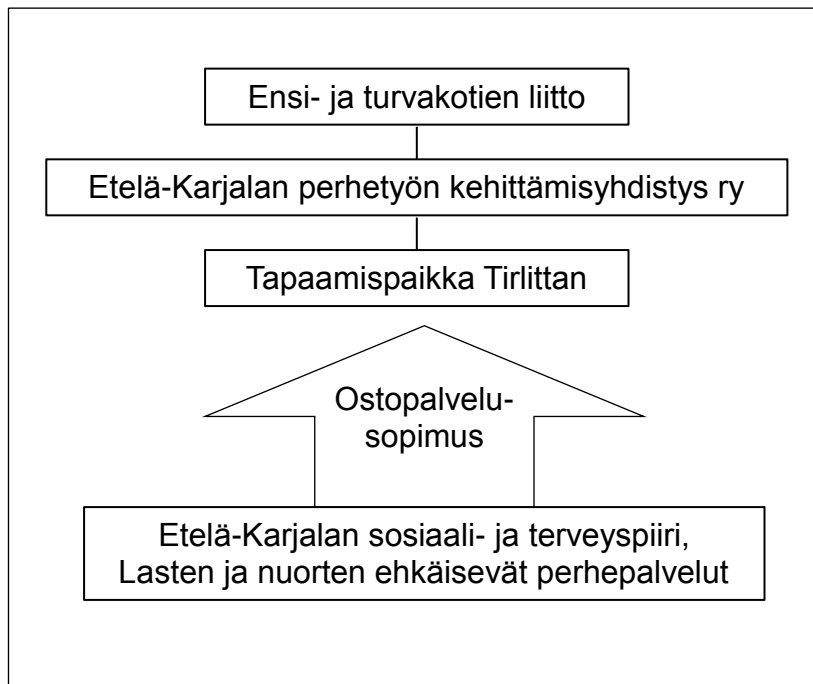 Ensi- ja turvakotien liitto
Etelä-Karjalan perhetyön kehittämisyhdistys ry
Tapaamispaikka Tirlittan
Ostopalvelu-
sopimus
Etelä-Karjalan sosiaali- ja terveyspiiri,
Lasten ja nuorten ehkäisevät perhepalvelut